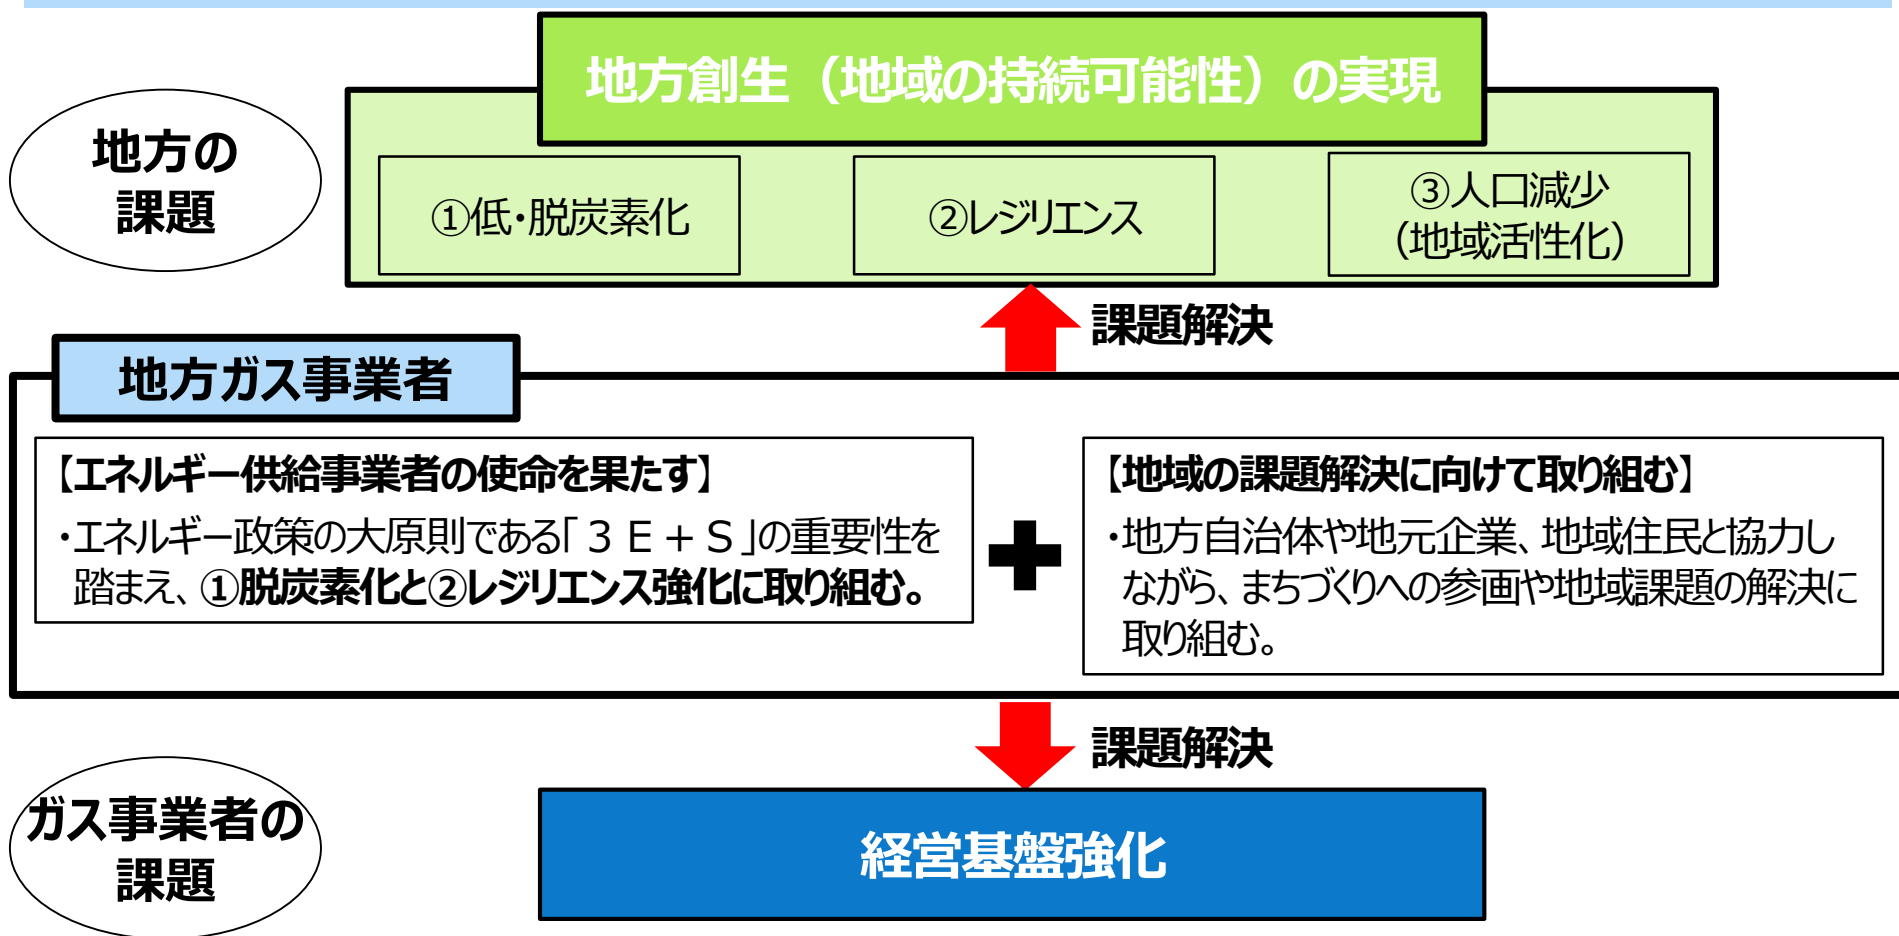 地方創生（地域の持続可能性）の実現
地方の
課題
①低・脱炭素化
②レジリエンス
③人口減少
（地域活性化）
課題解決
地方ガス事業者
【エネルギー供給事業者の使命を果たす】
・エネルギー政策の大原則である「３Ｅ＋Ｓ」の重要性を
踏まえ、①脱炭素化と②レジリエンス強化に取り組む。
【地域の課題解決に向けて取り組む】
・地方自治体や地元企業、地域住民と協力し
ながら、まちづくりへの参画や地域課題の解決に
取り組む。
課題解決
ガス事業者の
課題
経営基盤強化